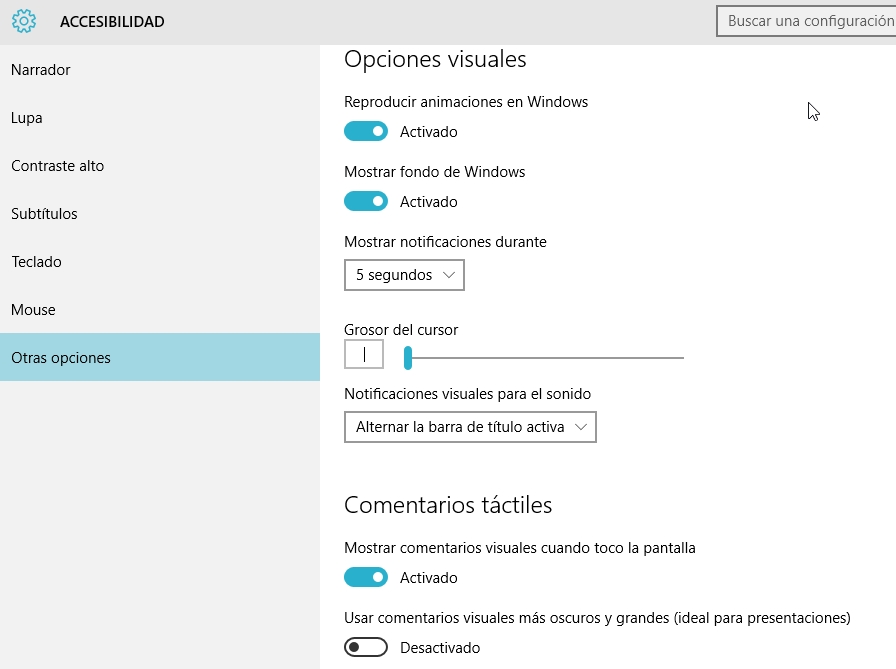 ACCESIBILIDAD
Buscar una configuración
Narrador
Lupa
Contraste alto
Subtítulos
Teclado
Mouse
Otras opciones
Opciones visuales
Reproducir animaciones en Windows
Activado
Mostrar fondo de Windows
Activado
Mostrar notificaciones durante
5 segundos
Grosor del cursor
Notificaciones visuales para el sonido
Alternar la barra de título activa
Comentarios táctiles
Mostrar comentarios visuales cuando toco la pantalla
Activado
Usar comentarios visuales más oscuros y grandes (ideal para presentaciones)
Desactivado